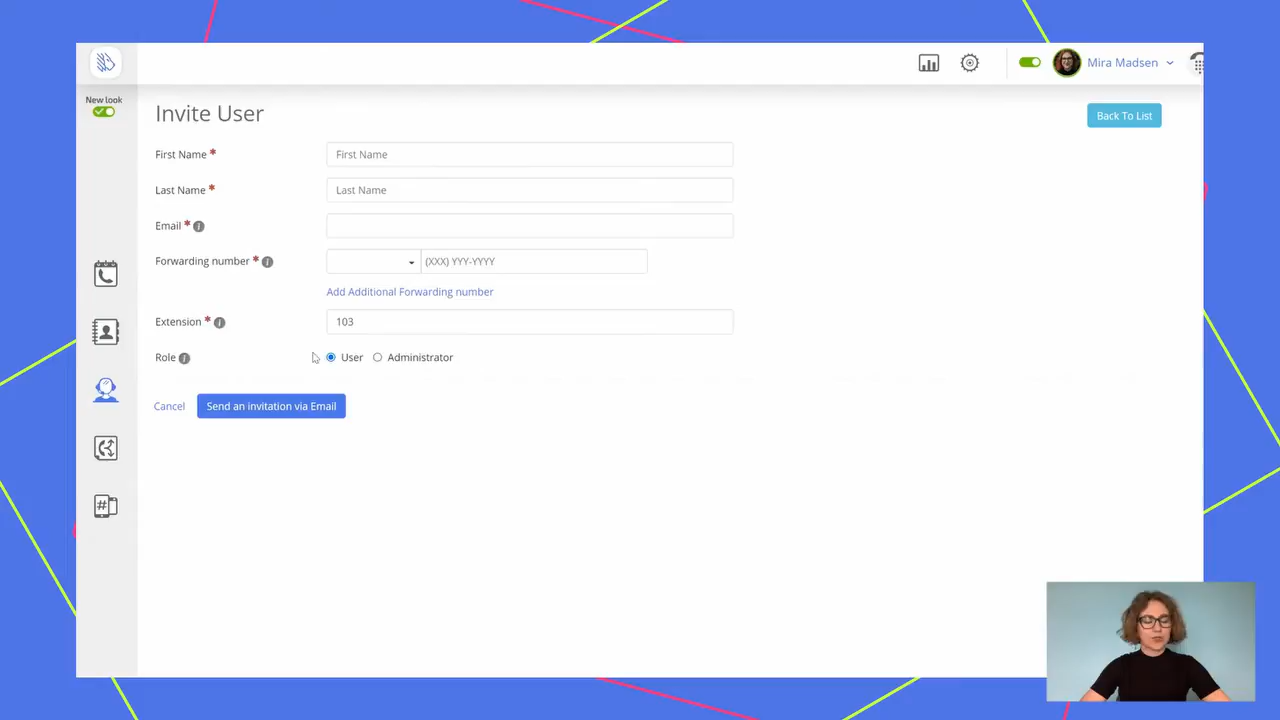 Mira Madsen
New look
Invite User
Back To List
First Name *
First Name
Last Name *
Last Name
Email * i
Forwarding number * i
(XXX) YYY-YYYY
Add Additional Forwarding number
Extension * i
103
Role i
User
Administrator
Cancel
Send an invitation via Email
#